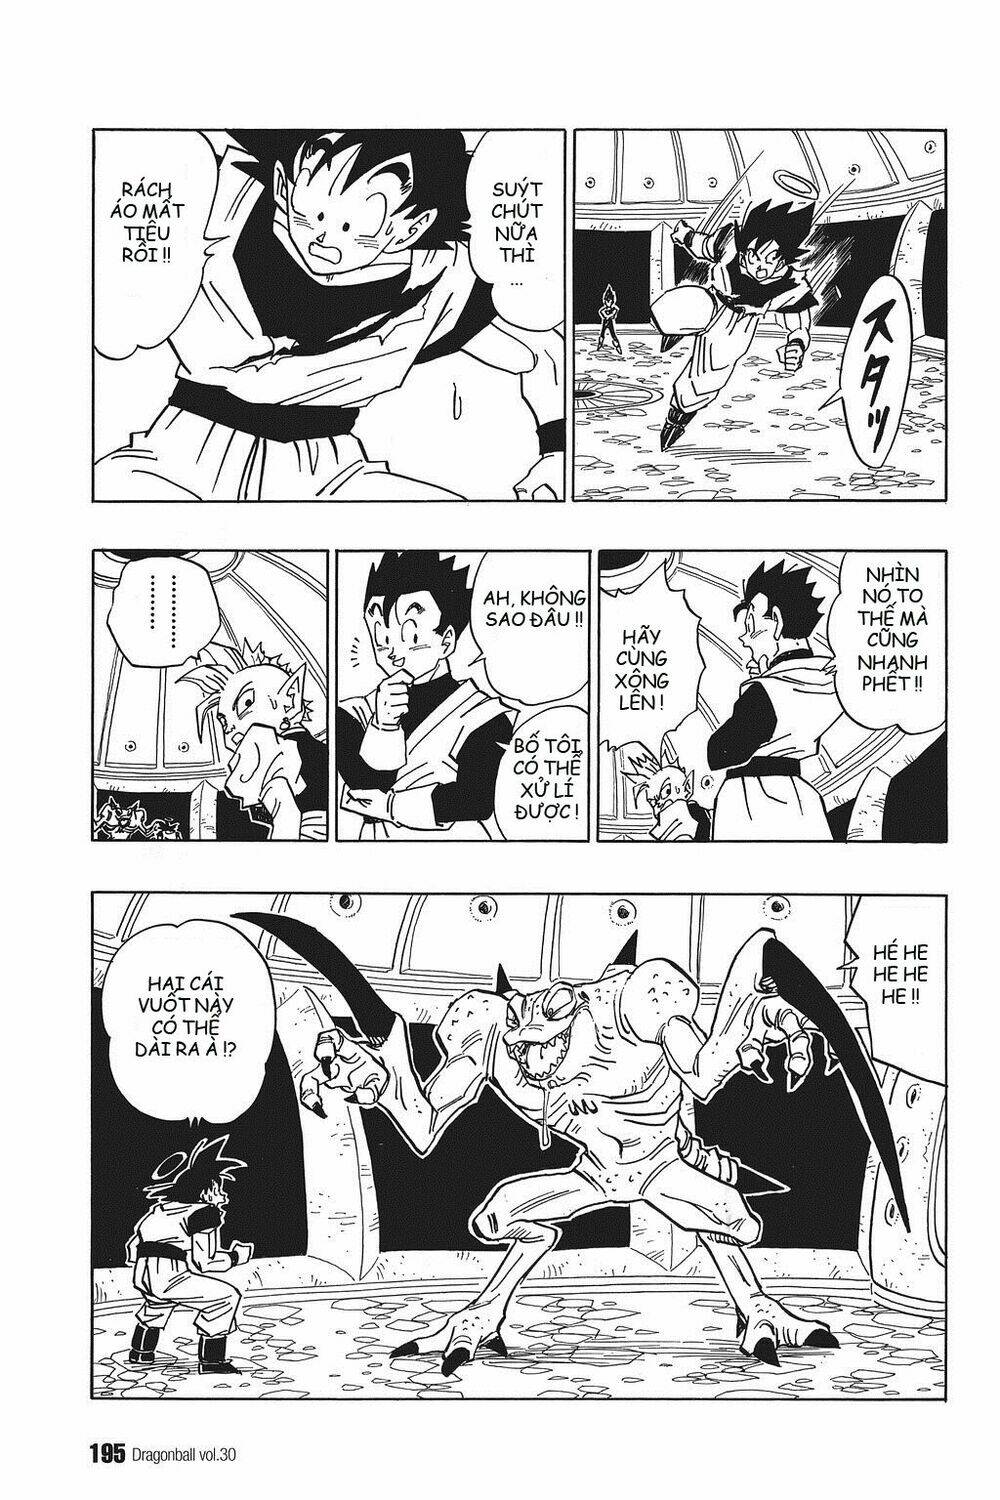 スタッ
SUÝT
CHÚT
NỮA
THÌ
...
RÁCH
ÁO MẤT
TIÊU
RỒI !!
NHÌN
NÓ TO
THẾ MÀ
CŨNG
NHANH
PHẾT !!
HÃY
CÙNG
XÔNG
LÊN !
AH, KHÔNG
SAO ĐÂU !!
BỐ TÔI
CÓ THỂ
XỬ LÍ
ĐƯỢC !
.........
HÉ HE
HE HE
HE !!
HAI CÁI
VUỐT NÀY
CÓ THỂ
DÀI RA À !?
195 Dragonball vol.30